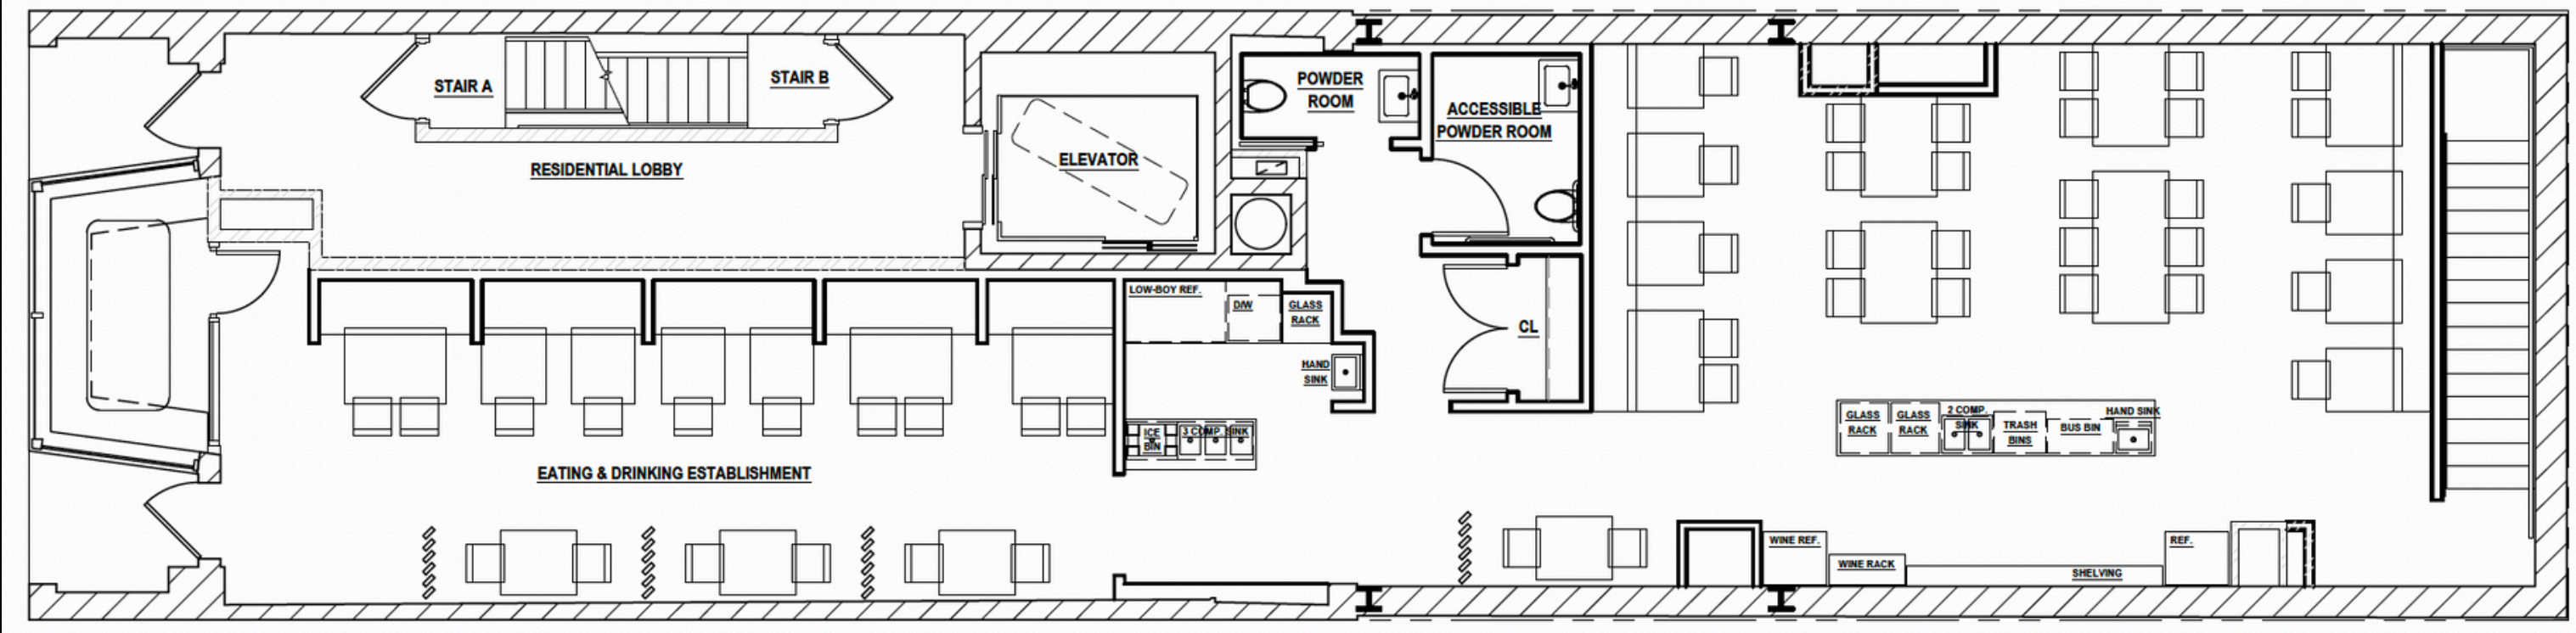 STAIR A
STAIR B
RESIDENTIAL LOBBY
ELEVATOR
POWDER
ROOM
ACCESSIBLE
POWDER ROOM
LOW-BOY REF.
D/W
GLASS
RACK
HAND
SINK
CL
ICE
BIN
3 COMP. SINK
EATING & DRINKING ESTABLISHMENT
GLASS
RACK
GLASS
RACK
2 COMP.
SINK
TRASH
BINS
BUS BIN
HAND SINK
WINE REF.
WINE RACK
SHELVING
REF.